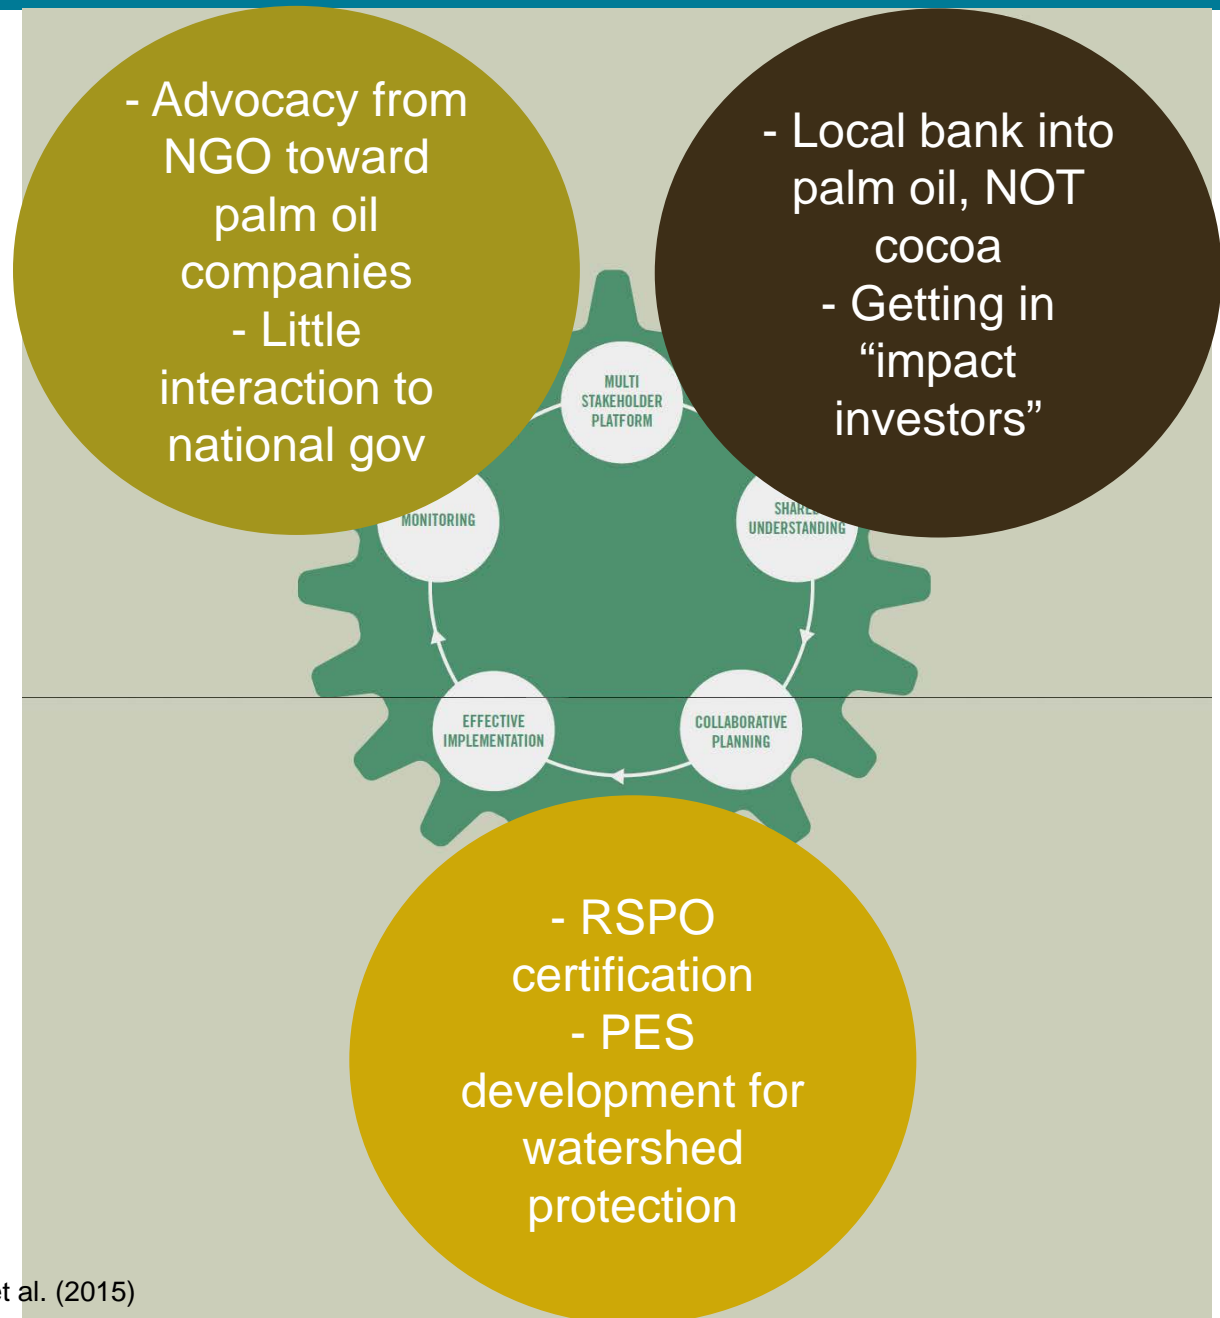 - Advocacy from
NGO toward
palm oil
companies
- Little
interaction to
national gov
- Local bank into
palm oil, NOT
cocoa
- Getting in
“impact
investors”
MULTI
STAKEHOLDER
PLATFORM
MONITORING
UNDERSTANDING
EFFECTIVE
IMPLEMENTATION
COLLABORATIVE
PLANNING
- RSPO
certification
- PES
development for
watershed
protection
et al. (2015)